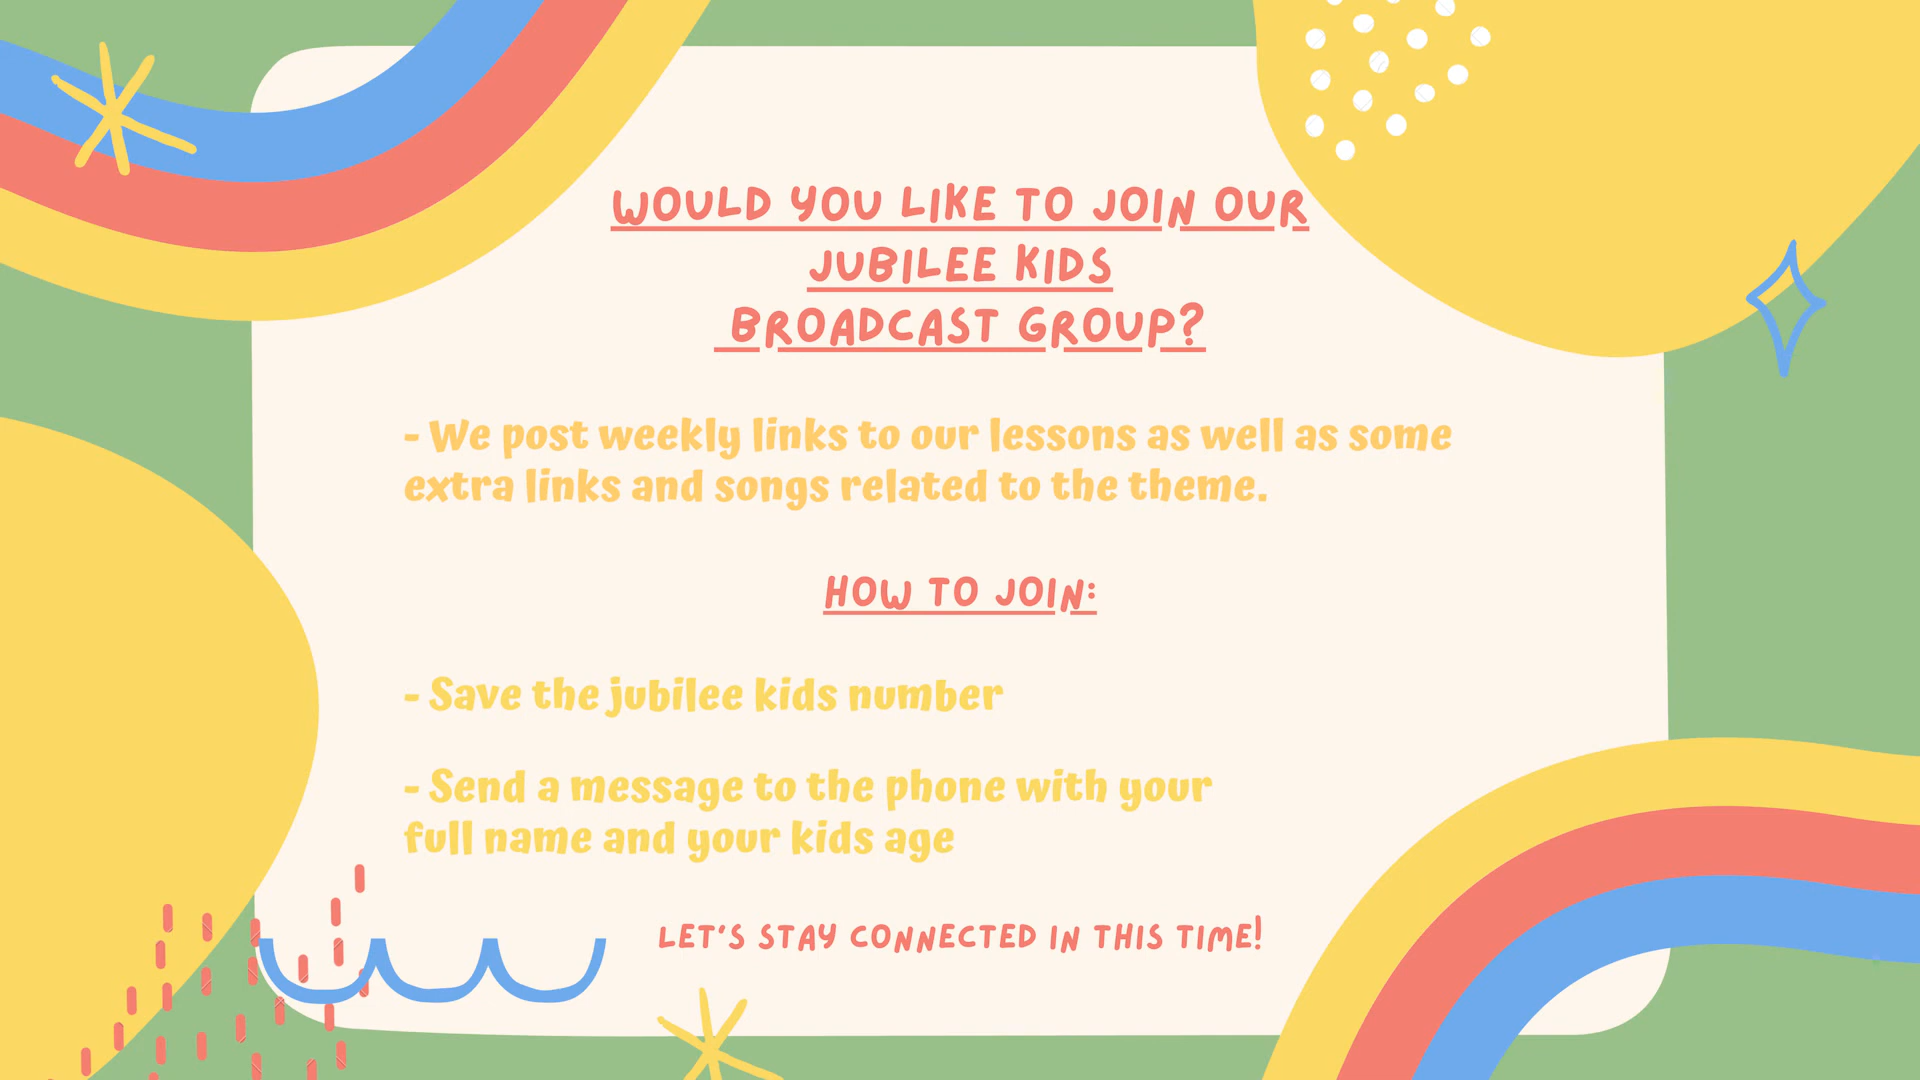 WOULD YOU LIKE TO JOIN OUR
JUBILEE KIDS
BROADCAST GROUP?
- We post weekly links to our lessons as well as some
extra links and songs related to the theme.
HOW TO JOIN:
- Save the jubilee kids number
- Send a message to the phone with your
full name and your kids age
LET'S STAY CONNECTED IN THIS TIME!